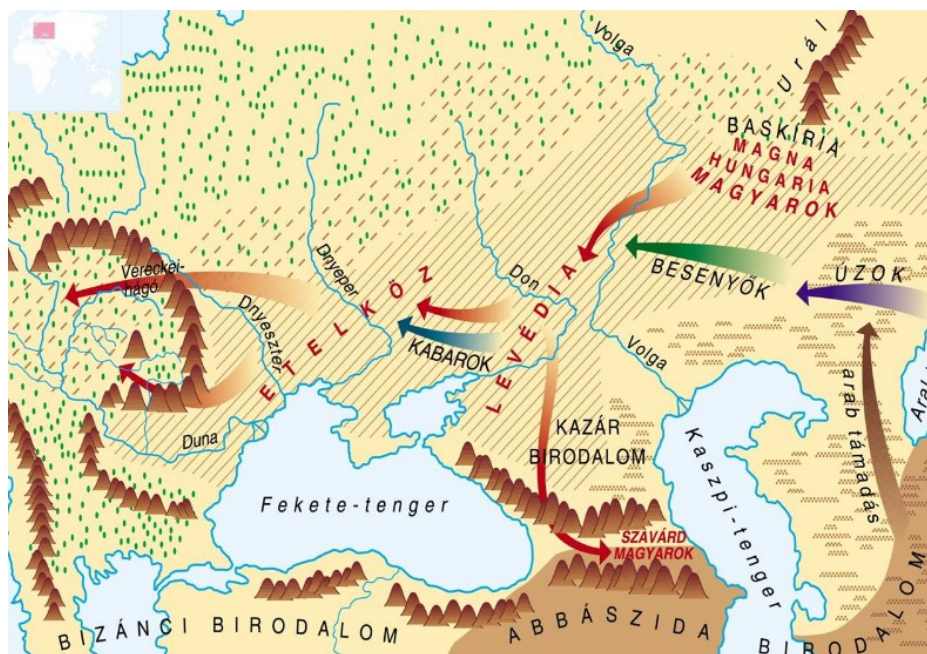 Volga
Urál
BASKÍRIA
MAGNA
HUNGARIA
MAGYAROK
Vereckei-
hágó
Dnyeper
Don
LEVÉDIA
BESENYŐK
ÚZOK
Dnyeszter
ETELKÖZ
KABAROK
Volga
arab támadás
Aral
Duna
KAZÁR
BIRODALOM
Kaszpi-tenger
Fekete-tenger
SZAVÁRD
MAGYAROK
BIZÁNCI BIRODALOM
ABBÁSZIDA
BIRODALOM